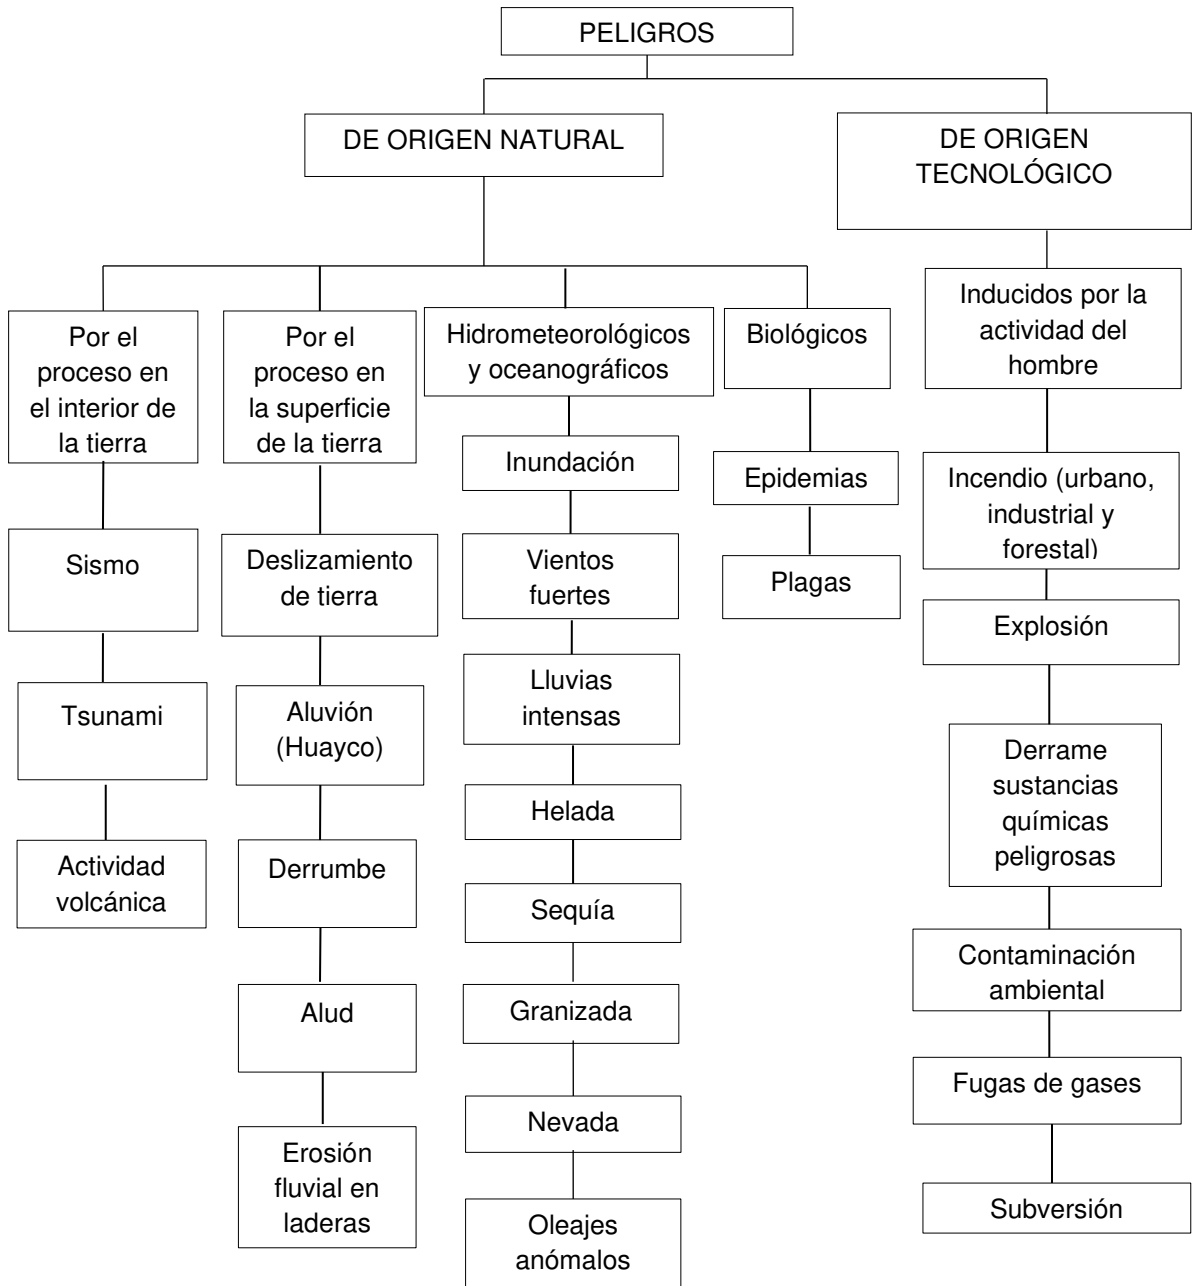 PELIGROS
DE ORIGEN NATURAL
DE ORIGEN
TECNOLÓGICO
Por el
proceso en
el interior de
la tierra
Sismo
Tsunami
Actividad
volcánica
Por el
proceso en
la superficie
de la tierra
Deslizamiento
de tierra
Aluvión
(Huayco)
Derrumbe
Alud
Erosión
fluvial en
laderas
Hidrometeorológicos
y oceanográficos
Inundación
Vientos
fuertes
Lluvias
intensas
Helada
Sequía
Granizada
Nevada
Oleajes
anómalos
Biológicos
Epidemias
Plagas
Inducidos por la
actividad del
hombre
Incendio (urbano,
industrial y
forestal)
Explosión
Derrame
sustancias
químicas
peligrosas
Contaminación
ambiental
Fugas de gases
Subversión